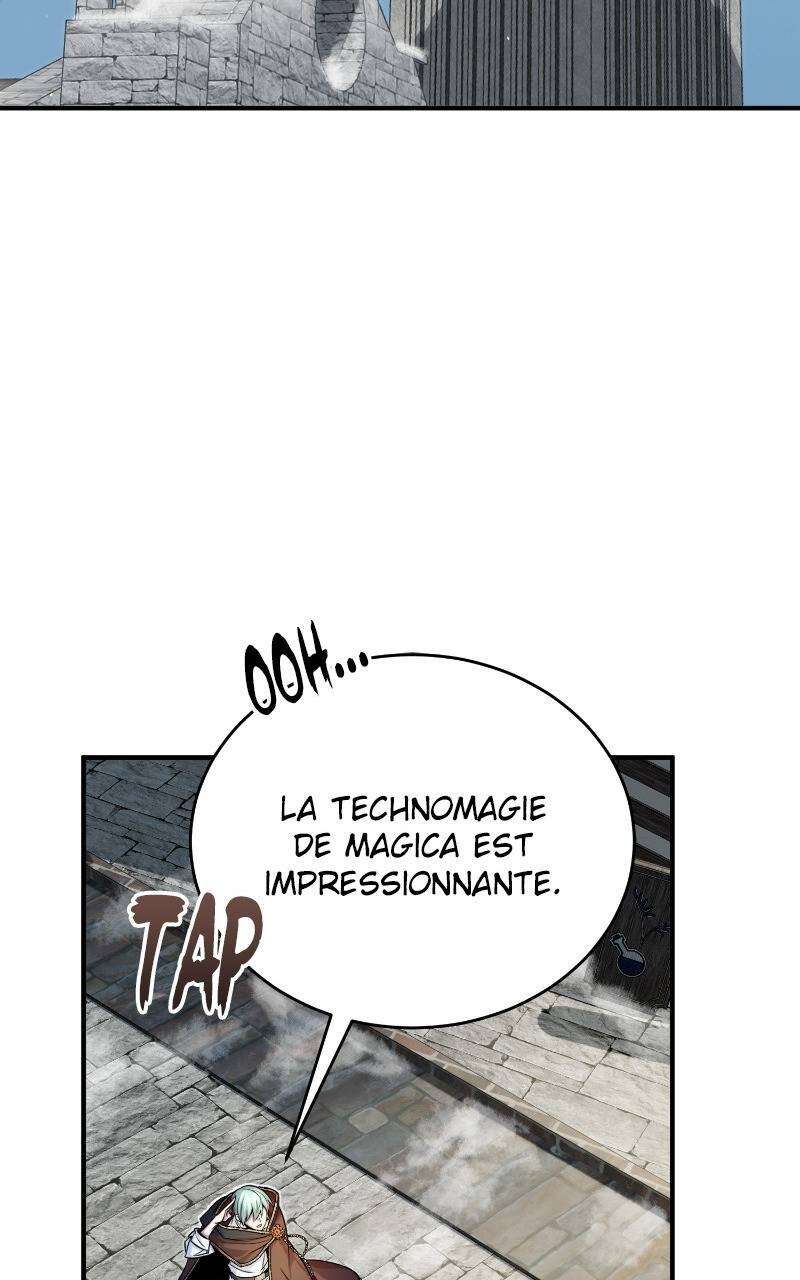 OOH...
LA TECHNOMAGIE
DE MAGICA EST
IMPRESSIONNANTE.
TAP